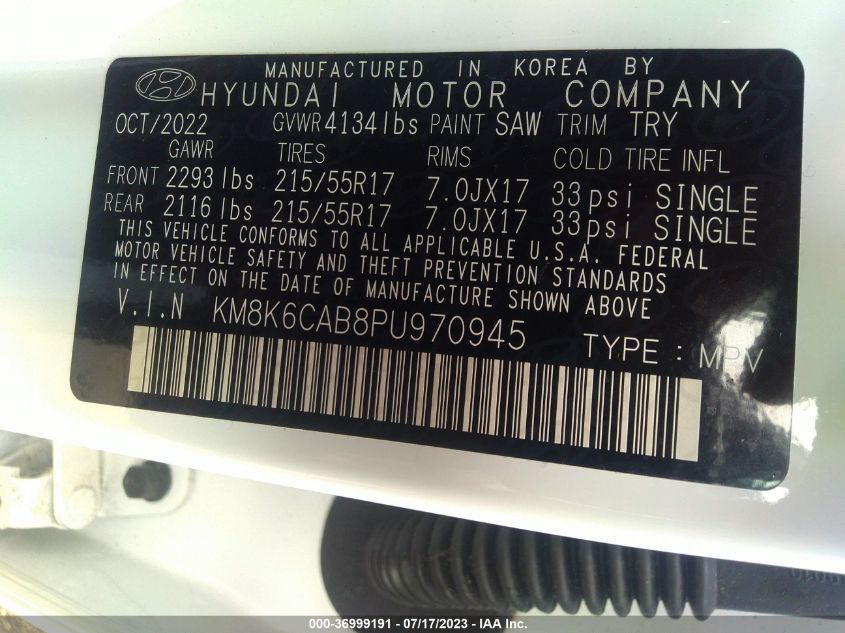 MANUFACTURED IN KOREA BY
HYUNDAI MOTOR COMPANY
OCT/2022 GVWR 4134 lbs PAINT SAW TRIM TRY
GAWR TIRES RIMS COLD TIRE INFL
FRONT 2293 lbs 215/55R17 7.0JX17 33psi SINGLE
REAR 2116 lbs 215/55R17 7.0JX17 33psi SINGLE
THIS VEHICLE CONFORMS TO ALL APPLICABLE U.S.A. FEDERAL
MOTOR VEHICLE SAFETY AND THEFT PREVENTION STANDARDS
IN EFFECT ON THE DATE OF MANUFACTURE SHOWN ABOVE
V.I.N KM8K6CAB8PU970945 TYPE : MPV
000-36999191 - 07/17/2023 - IAA Inc.